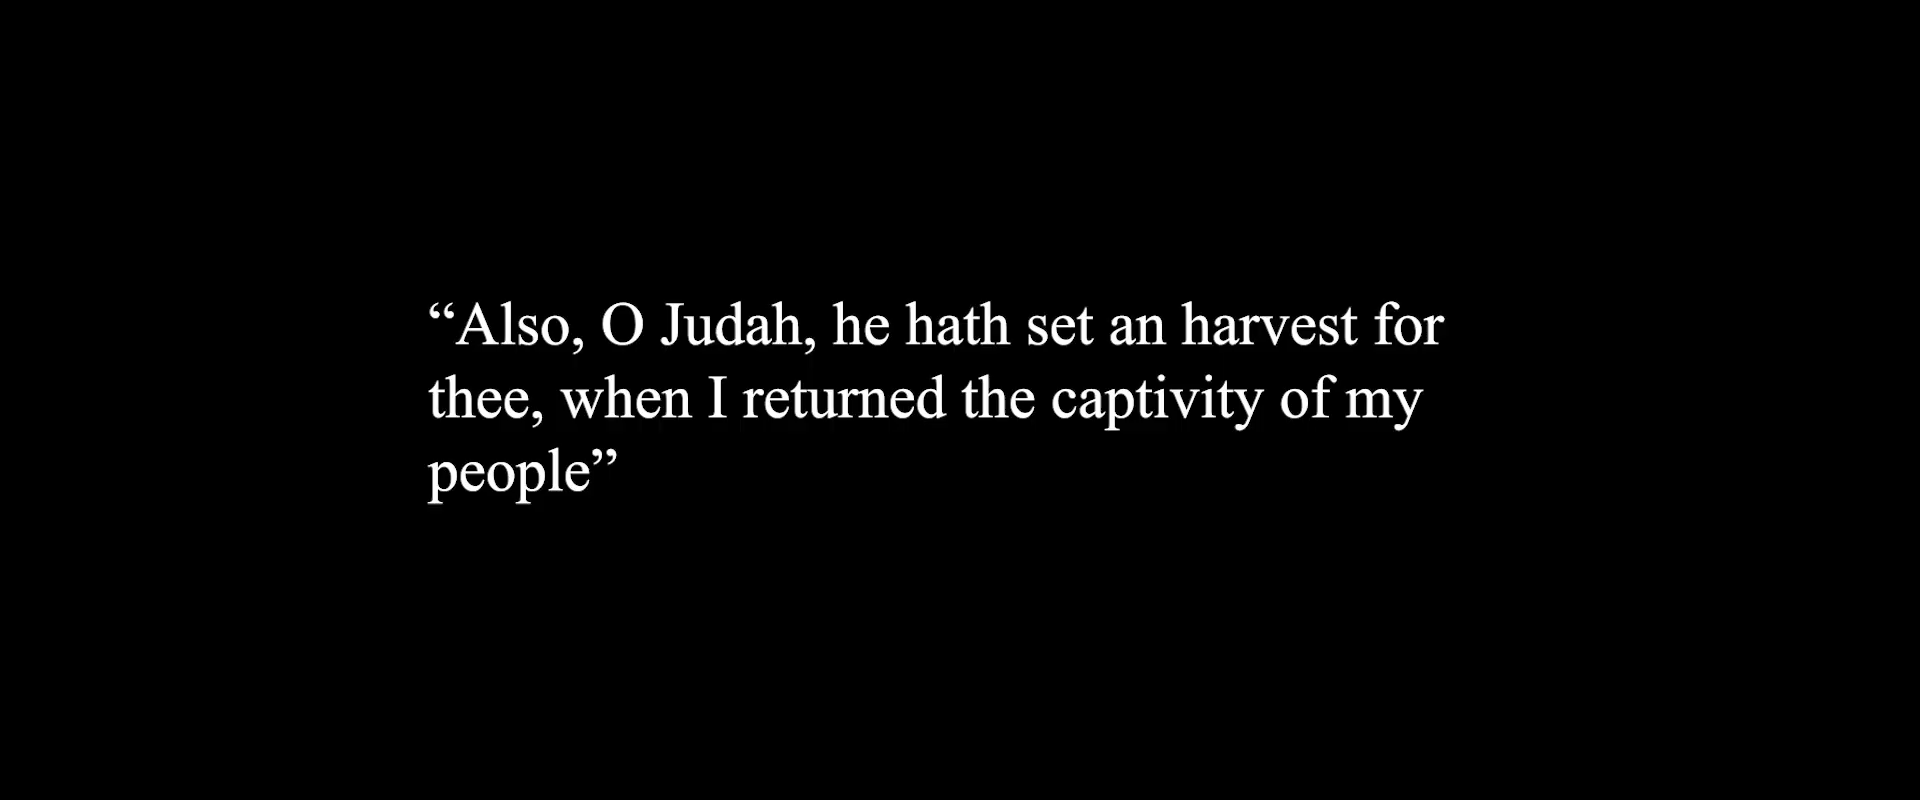 “Also, O Judah, he hath set an harvest for
thee, when I returned the captivity of my
people”